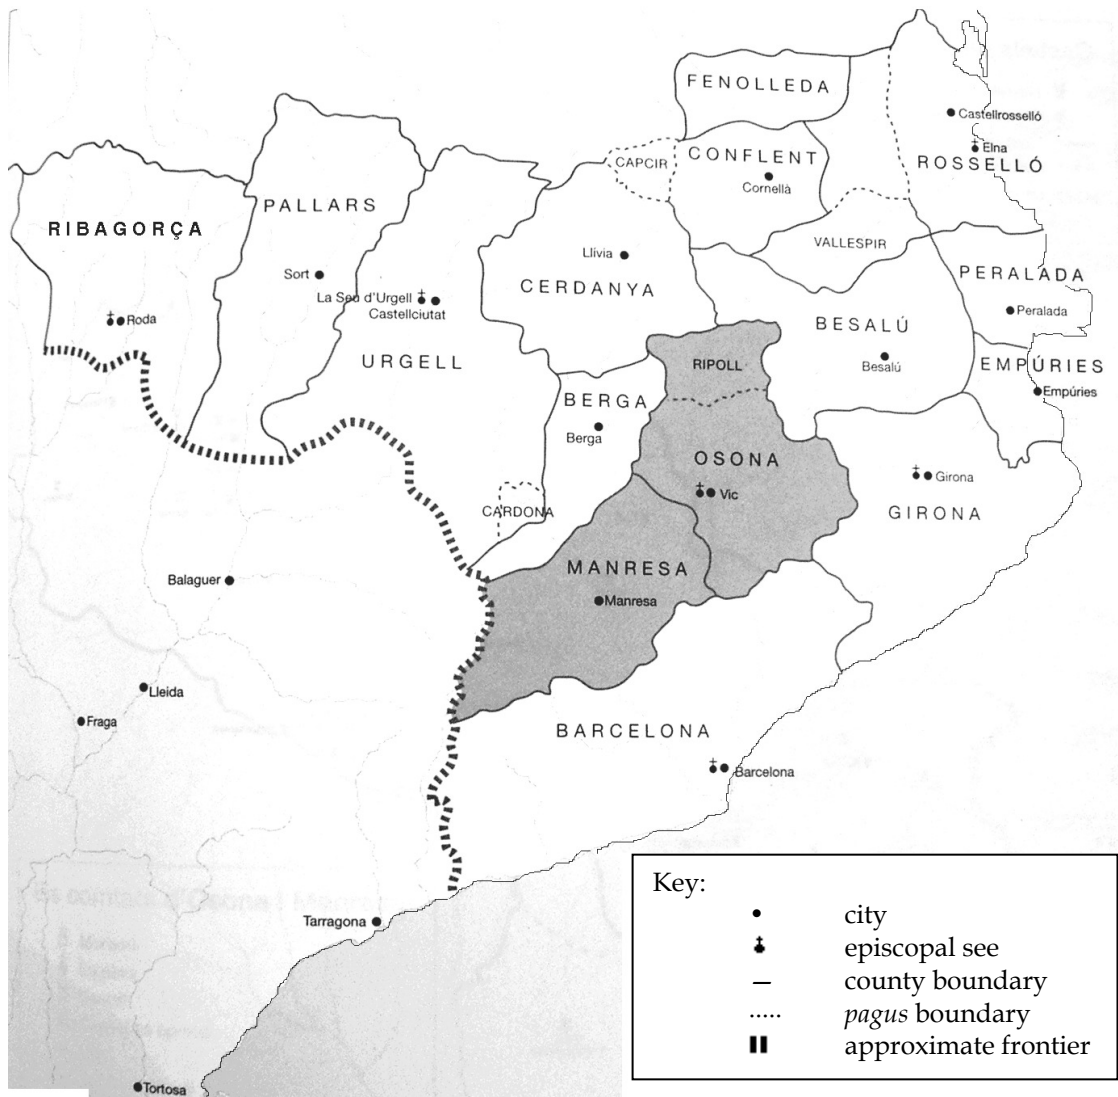 FENOLLEDA
Castellrosselló
CAPCIR
CONFLENT
Elna
ROSSELLÓ
Cornellà
PALLARS
RIBAGORÇA
VALLESPIR
Llívia
Sort
CERDANYA
PERALADA
La Seu d'Urgell
Castellciutat
Roda
BESALÚ
Peralada
URGELL
RIPOLL
Besalú
EMPÚRIES
Empúries
BERGA
Berga
OSONA
Vic
Girona
GIRONA
CARDONA
MANRESA
Manresa
Balaguer
Lleida
Fraga
BARCELONA
Barcelona
Tarragona
Tortosa
Key:
city
episcopal see
county boundary
pagus boundary
approximate frontier